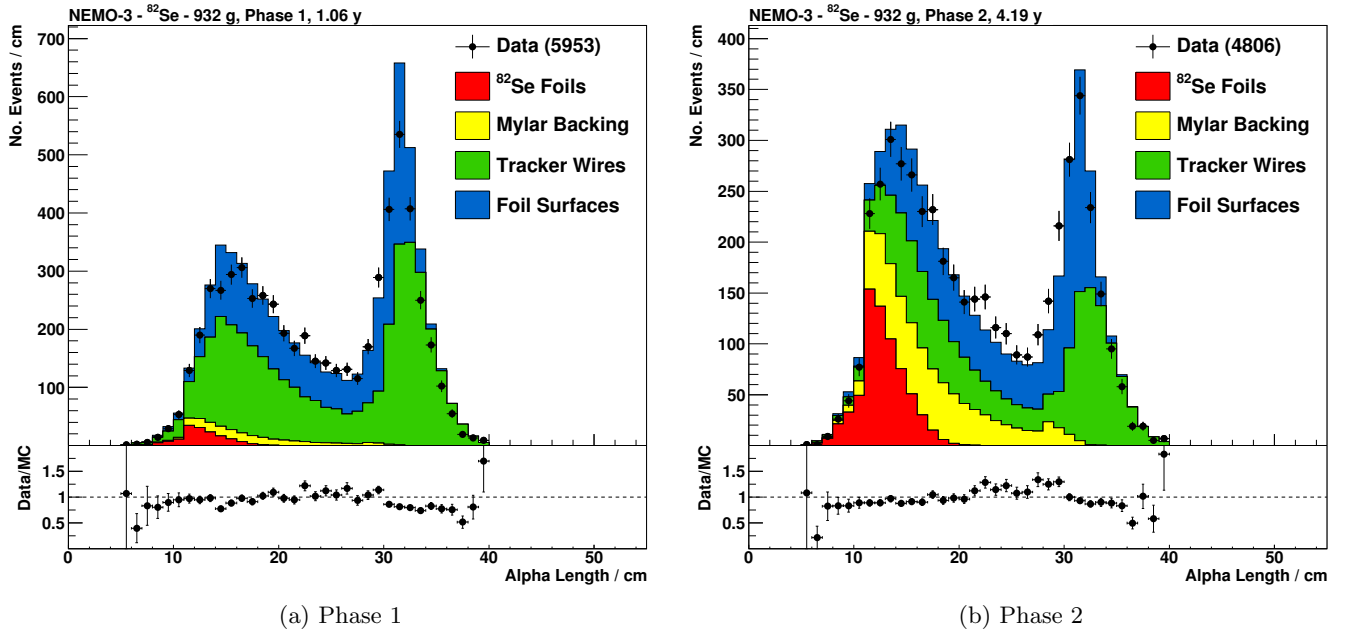 NEMO-3 - ⁸²Se - 932 g, Phase 1, 1.06 y
No. Events / cm
700
600
500
400
300
200
100
Data (5953)
⁸²Se Foils
Mylar Backing
Tracker Wires
Foil Surfaces
Data/MC
1.5
1
0.5
0 10 20 30 40 50
Alpha Length / cm
(a) Phase 1
NEMO-3 - ⁸²Se - 932 g, Phase 2, 4.19 y
No. Events / cm
400
350
300
250
200
150
100
50
Data (4806)
⁸²Se Foils
Mylar Backing
Tracker Wires
Foil Surfaces
Data/MC
1.5
1
0.5
0 10 20 30 40 50
Alpha Length / cm
(b) Phase 2